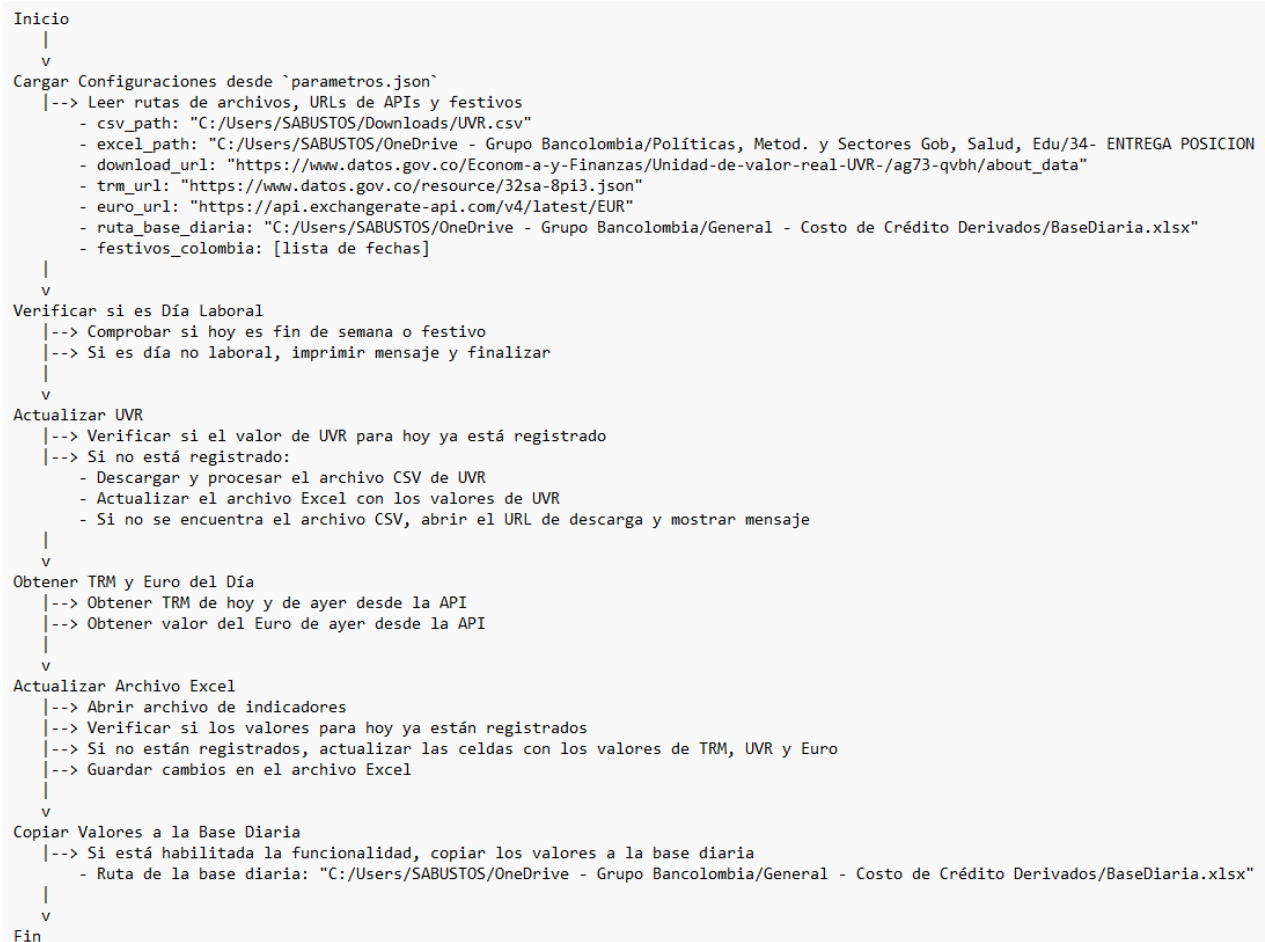 Inicio
|
v
Cargar Configuraciones desde `parametros.json`
|--> Leer rutas de archivos, URLs de APIs y festivos
- csv_path: "C:/Users/SABUSTOS/Downloads/UVR.csv"
- excel_path: "C:/Users/SABUSTOS/OneDrive - Grupo Bancolombia/Políticas, Metod. y Sectores Gob, Salud, Edu/34- ENTREGA POSICION
- download_url: "https://www.datos.gov.co/Econom-a-y-Finanzas/Unidad-de-valor-real-UVR-/ag73-qvbh/about_data"
- trm_url: "https://www.datos.gov.co/resource/32sa-8pi3.json"
- euro_url: "https://api.exchangerate-api.com/v4/latest/EUR"
- ruta_base_diaria: "C:/Users/SABUSTOS/OneDrive - Grupo Bancolombia/General - Costo de Crédito Derivados/BaseDiaria.xlsx"
- festivos_colombia: [lista de fechas]
|
v
Verificar si es Día Laboral
|--> Comprobar si hoy es fin de semana o festivo
|--> Si es día no laboral, imprimir mensaje y finalizar
|
v
Actualizar UVR
|--> Verificar si el valor de UVR para hoy ya está registrado
|--> Si no está registrado:
- Descargar y procesar el archivo CSV de UVR
- Actualizar el archivo Excel con los valores de UVR
- Si no se encuentra el archivo CSV, abrir el URL de descarga y mostrar mensaje
|
v
Obtener TRM y Euro del Día
|--> Obtener TRM de hoy y de ayer desde la API
|--> Obtener valor del Euro de ayer desde la API
|
v
Actualizar Archivo Excel
|--> Abrir archivo de indicadores
|--> Verificar si los valores para hoy ya están registrados
|--> Si no están registrados, actualizar las celdas con los valores de TRM, UVR y Euro
|--> Guardar cambios en el archivo Excel
|
v
Copiar Valores a la Base Diaria
|--> Si está habilitada la funcionalidad, copiar los valores a la base diaria
- Ruta de la base diaria: "C:/Users/SABUSTOS/OneDrive - Grupo Bancolombia/General - Costo de Crédito Derivados/BaseDiaria.xlsx"
|
v
Fin